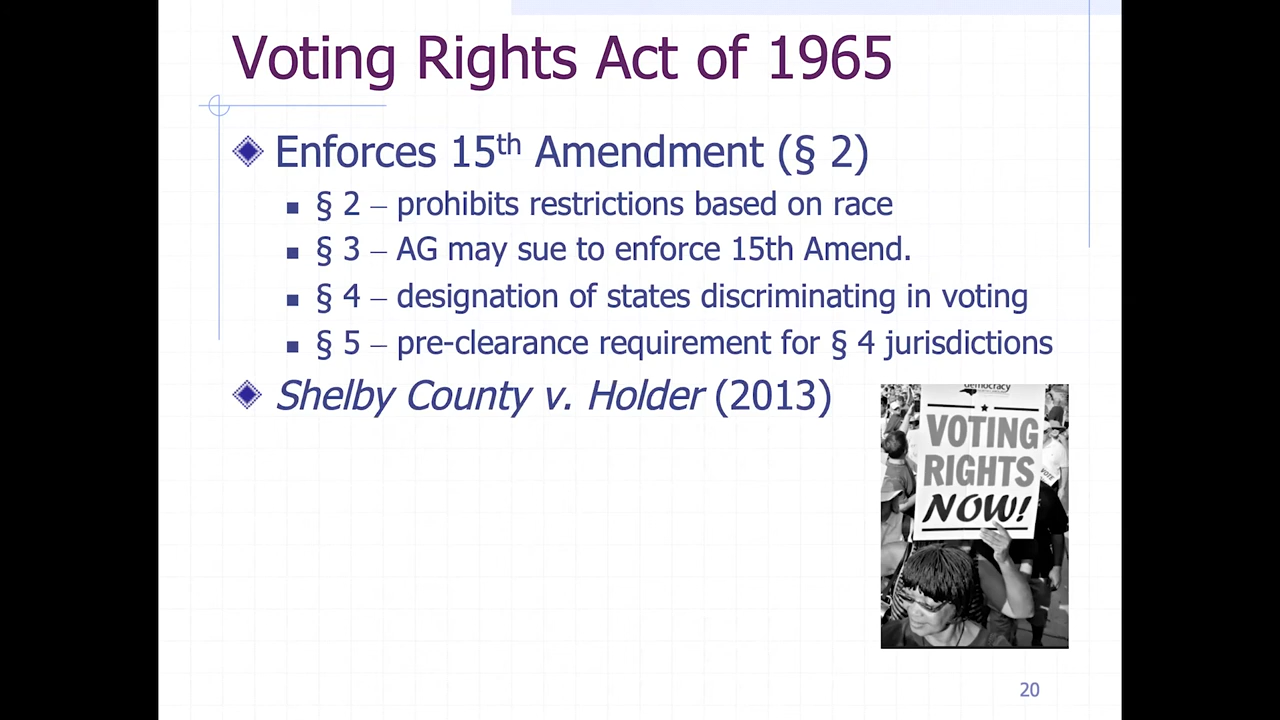 Voting Rights Act of 1965
Enforces 15th Amendment (§ 2)
§ 2 – prohibits restrictions based on race
§ 3 – AG may sue to enforce 15th Amend.
§ 4 – designation of states discriminating in voting
§ 5 – pre-clearance requirement for § 4 jurisdictions
Shelby County v. Holder (2013)
democracy
VOTING
RIGHTS
NOW!
VOTE
20